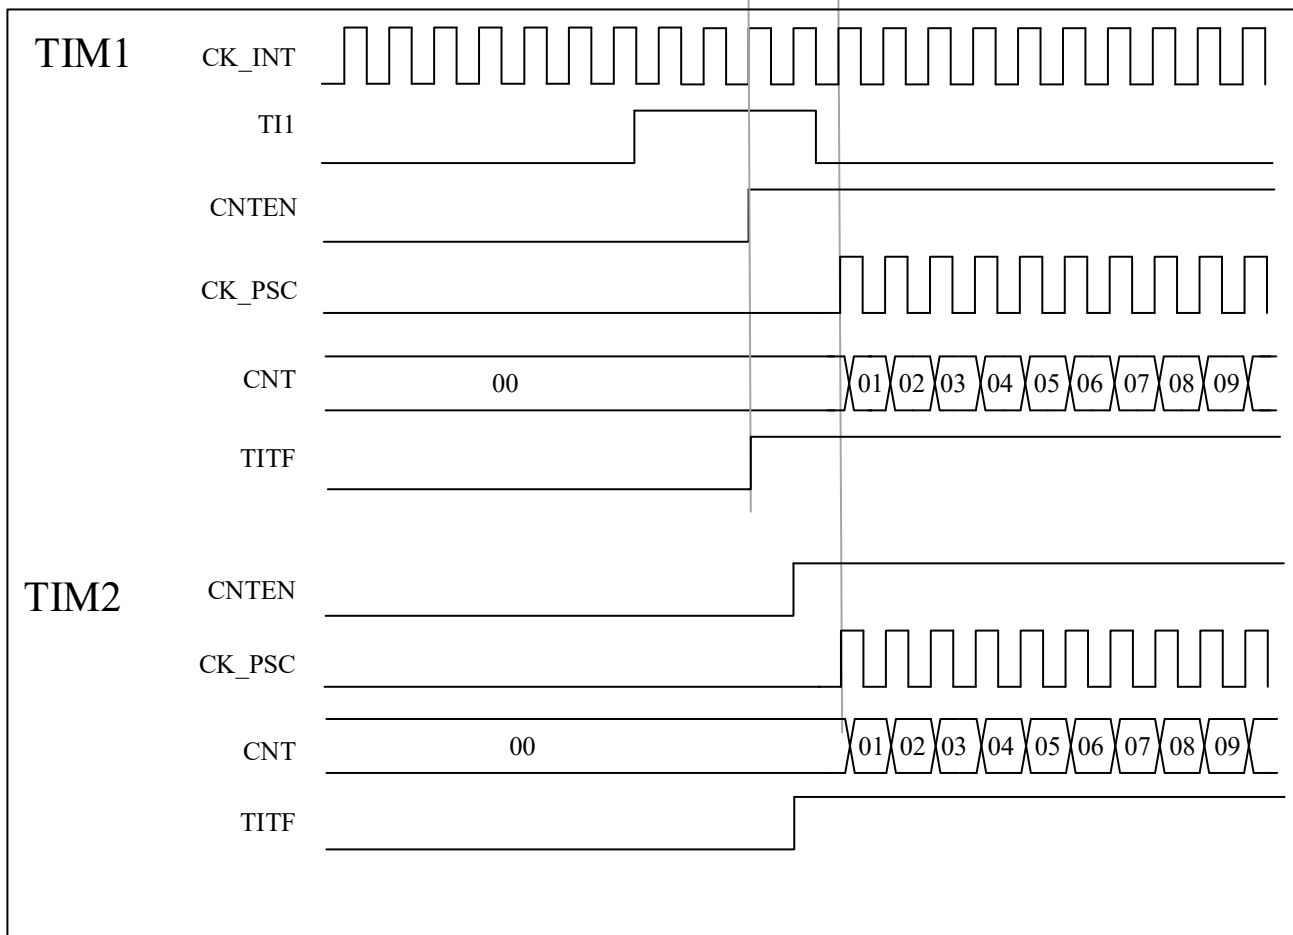 TIM1
CK_INT
TI1
CNTEN
CK_PSC
CNT 00 01 02 03 04 05 06 07 08 09
TITF
TIM2
CNTEN
CK_PSC
CNT 00 01 02 03 04 05 06 07 08 09
TITF